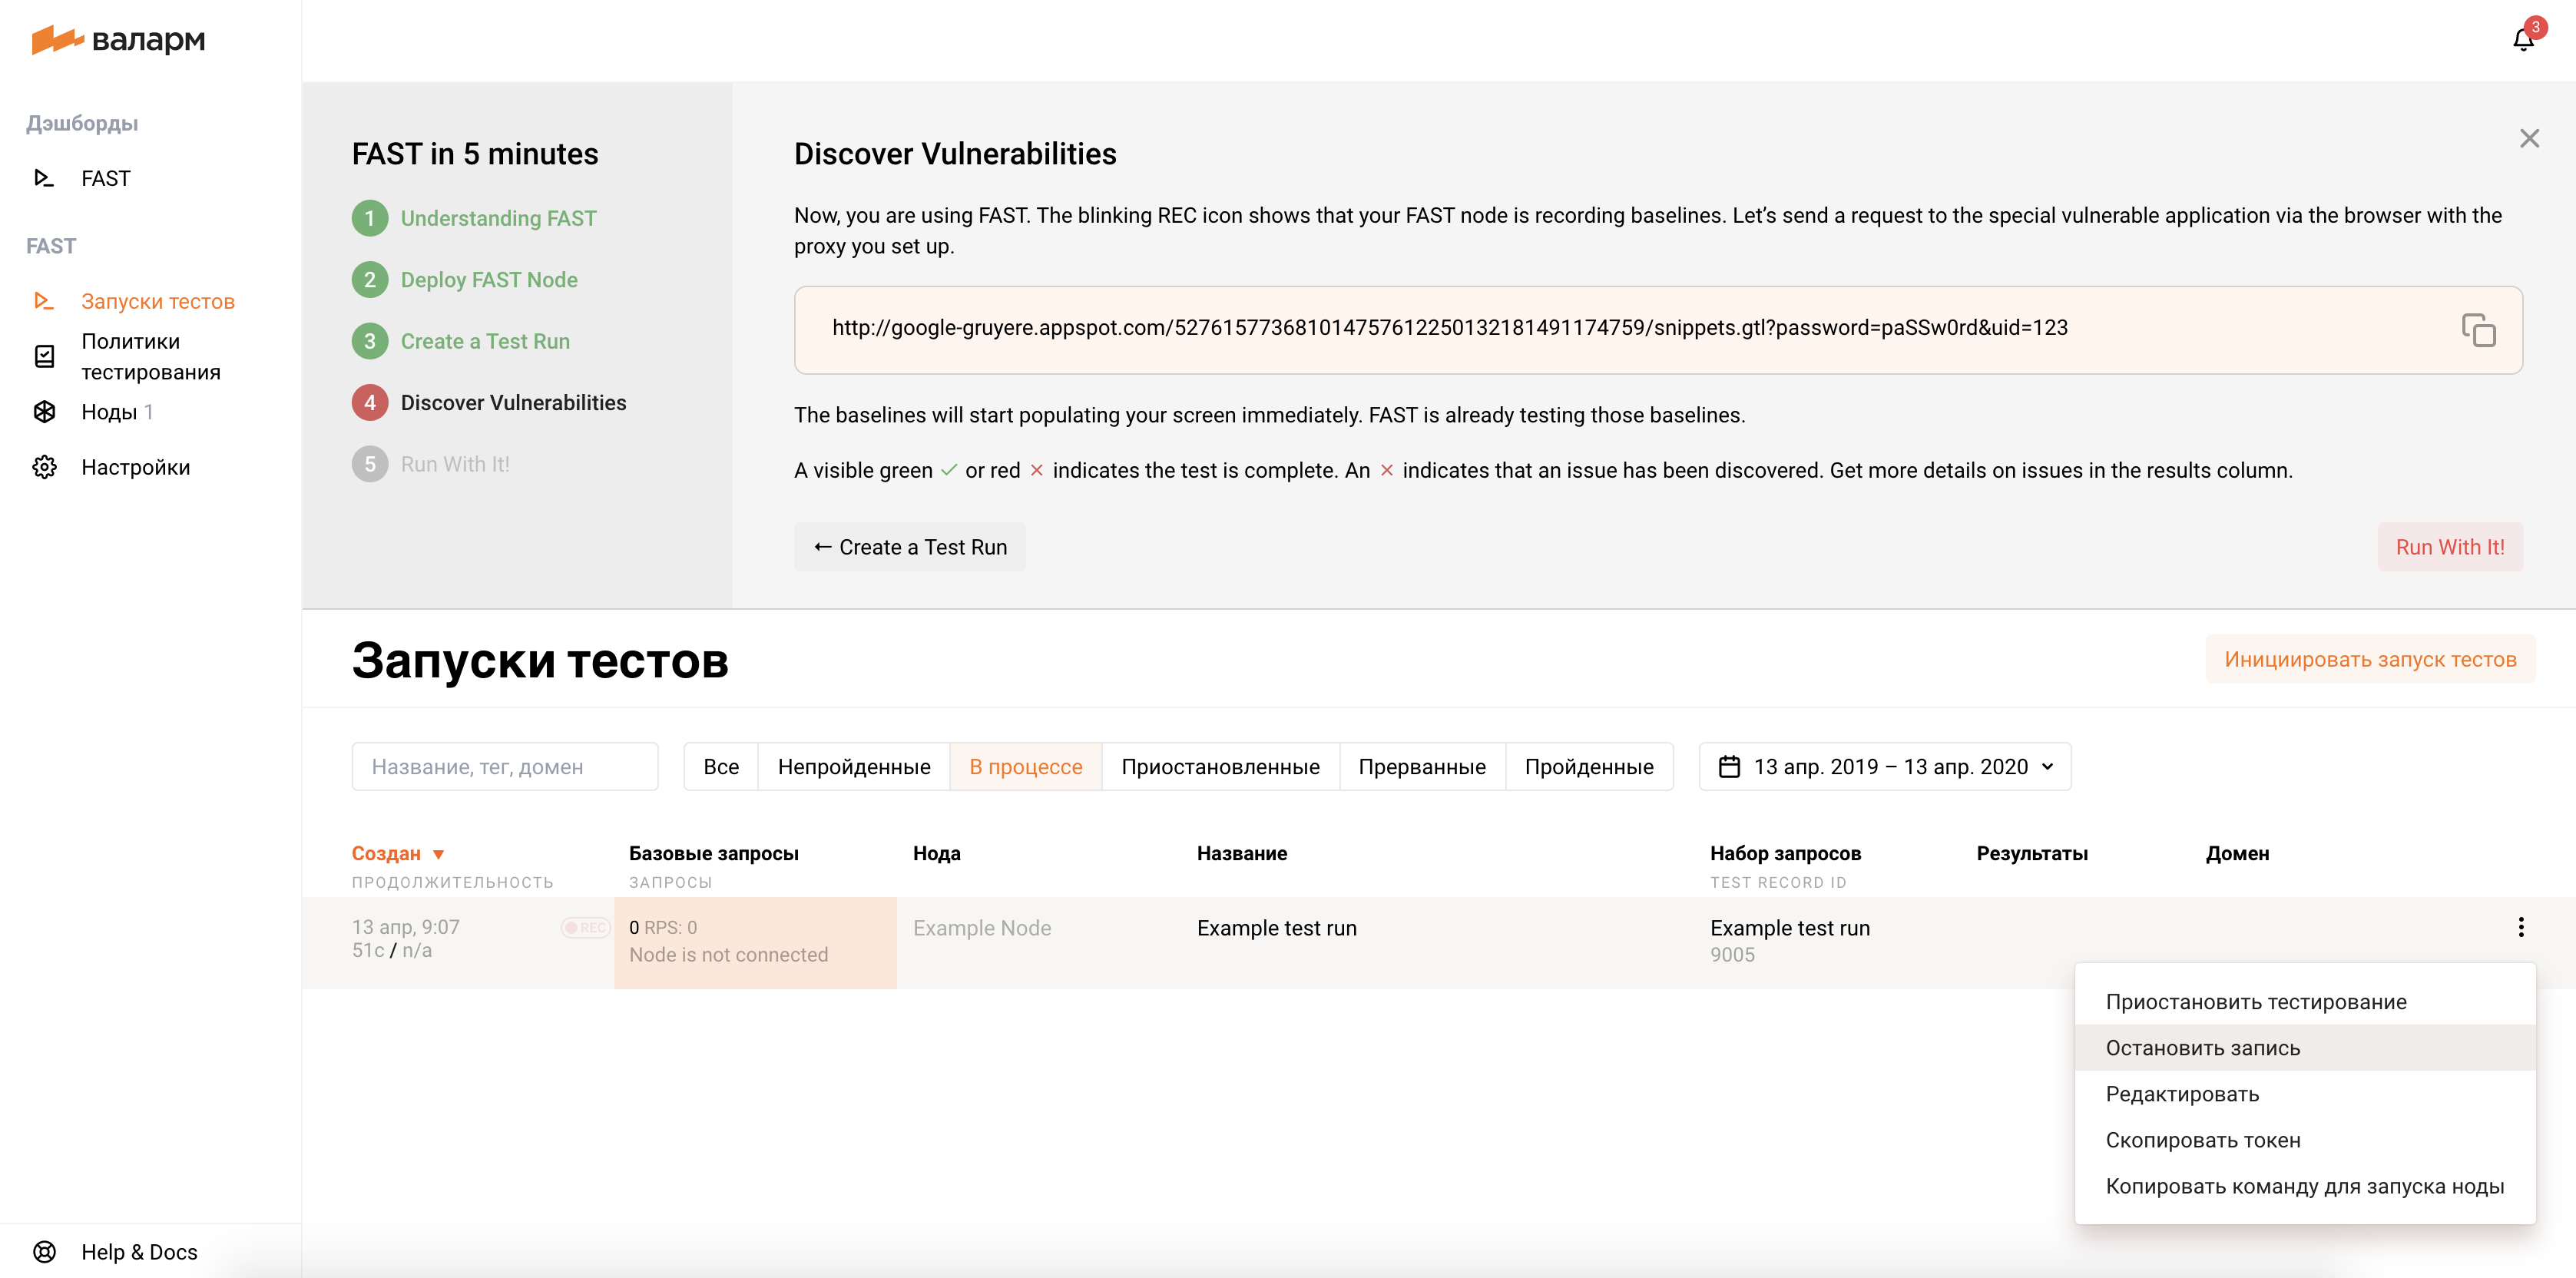 валарм
3
Дэшборды
FAST
FAST
Запуски тестов
Политики
тестирования
Ноды 1
Настройки
Help & Docs
FAST in 5 minutes
1 Understanding FAST
2 Deploy FAST Node
3 Create a Test Run
4 Discover Vulnerabilities
5 Run With It!
Discover Vulnerabilities
Now, you are using FAST. The blinking REC icon shows that your FAST node is recording baselines. Let’s send a request to the special vulnerable application via the browser with the
proxy you set up.
http://google-gruyere.appspot.com/527615773681014757612250132181491174759/snippets.gtl?password=paSSw0rd&uid=123
The baselines will start populating your screen immediately. FAST is already testing those baselines.
A visible green ✓ or red × indicates the test is complete. An × indicates that an issue has been discovered. Get more details on issues in the results column.
← Create a Test Run
Run With It!
Запуски тестов
Инициировать запуск тестов
Название, тег, домен
Все Непройденные В процессе Приостановленные Прерванные Пройденные
13 апр. 2019 – 13 апр. 2020
Создан ▼ Базовые запросы Нода Название Набор запросов Результаты Домен
ПРОДОЛЖИТЕЛЬНОСТЬ ЗАПРОСЫ TEST RECORD ID
13 апр, 9:07 REC 0 RPS: 0 Example Node Example test run Example test run
51с / n/a Node is not connected 9005
Приостановить тестирование
Остановить запись
Редактировать
Скопировать токен
Копировать команду для запуска ноды